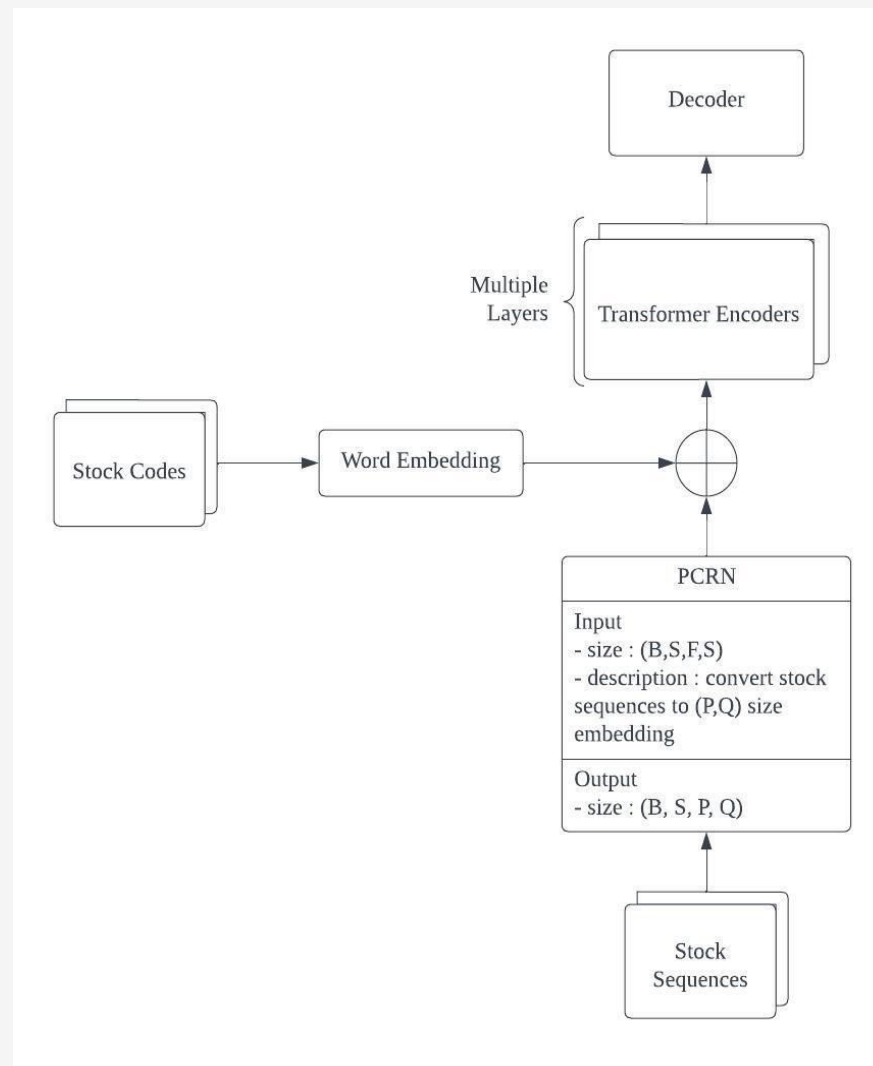 Decoder
Multiple
Layers
Transformer Encoders
Stock Codes
Word Embedding
PCRN
Input
- size : (B,S,F,S)
- description : convert stock
sequences to (P,Q) size
embedding
Output
- size : (B, S, P, Q)
Stock
Sequences